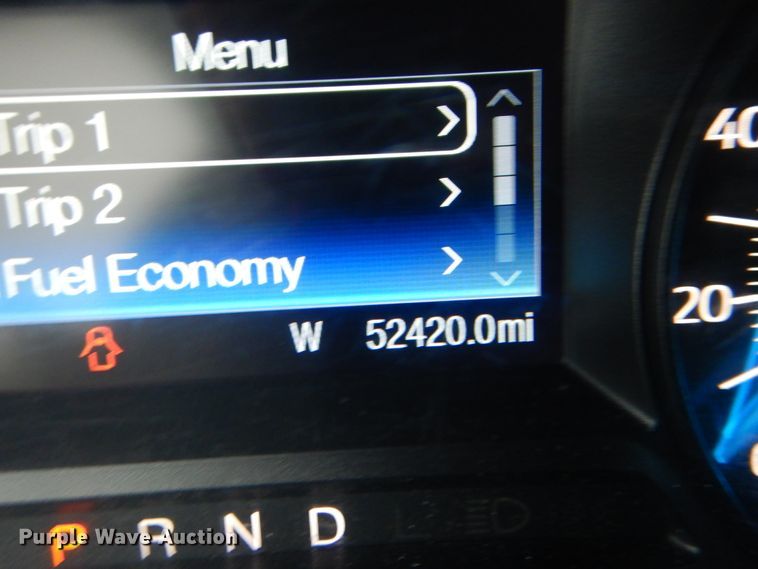 Menu
Trip 1
Trip 2
Fuel Economy
W 52420.0mi
40
20
P R N D L
Purple Wave Auction